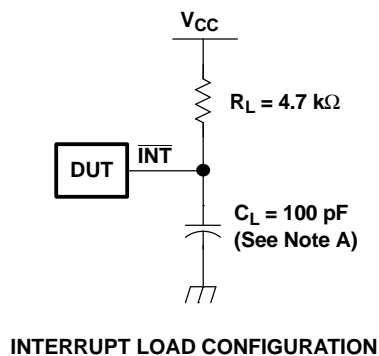 VCC
RL = 4.7 kΩ
INT
DUT
CL = 100 pF
(See Note A)
INTERRUPT LOAD CONFIGURATION